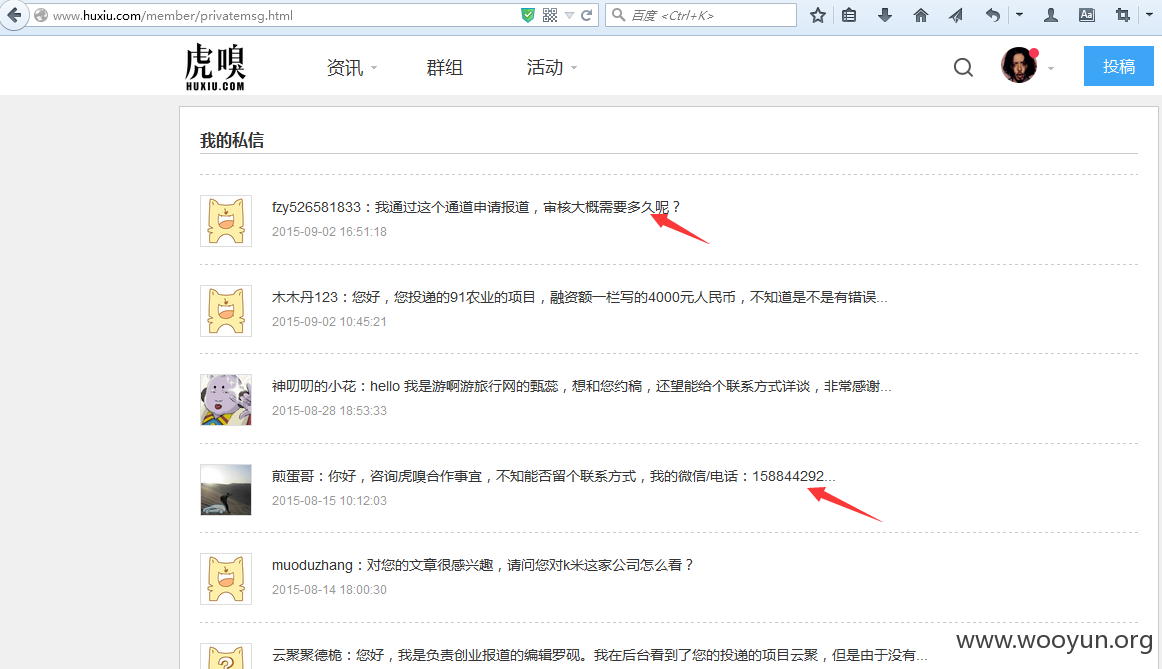 www.huxiu.com/member/privatemsg.html
百度 <Ctrl+K>
Aa
虎嗅
HUXIU.COM
资讯
群组
活动
投稿
我的私信
fzy526581833：我通过这个通道申请报道，审核大概需要多久呢？
2015-09-02 16:51:18
木木丹123：您好，您投递的91农业的项目，融资额一栏写的4000元人民币，不知道是不是有错误...
2015-09-02 10:45:21
神叨叨的小花：hello 我是游啊游旅行网的甄蕊，想和您约稿，还望能给个联系方式详谈，非常感谢...
2015-08-28 18:53:33
煎蛋哥：你好，咨询虎嗅合作事宜，不知能否留个联系方式，我的微信/电话：158844292...
2015-08-15 10:12:03
muoduzhang：对您的文章很感兴趣，请问您对k米这家公司怎么看？
2015-08-14 18:00:30
云聚聚德桅：您好，我是负责创业报道的编辑罗砚。我在后台看到了您的投递的项目云聚，但是由于没有...
www.wooyun.org